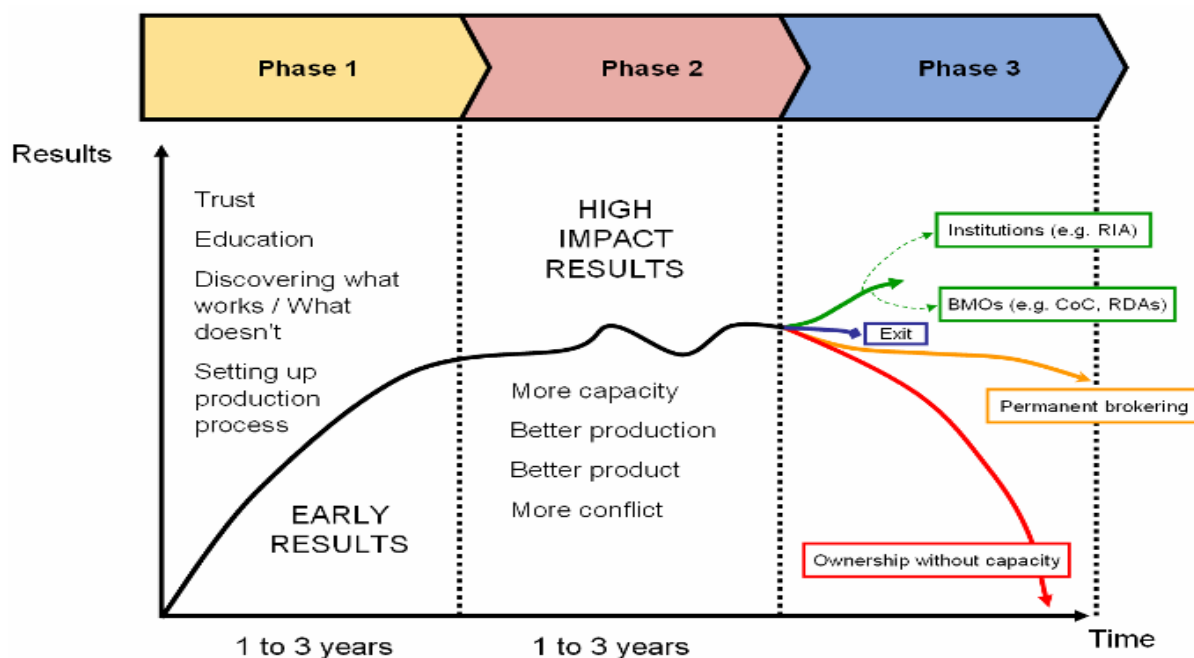 Phase 1
Phase 2
Phase 3
Results
Trust
Education
Discovering what
works / What
doesn't
Setting up
production
process
EARLY
RESULTS
HIGH
IMPACT
RESULTS
More capacity
Better production
Better product
More conflict
Institutions (e.g. RIA)
BMOs (e.g. CoC, RDAs)
Exit
Permanent brokering
Ownership without capacity
1 to 3 years
1 to 3 years
Time